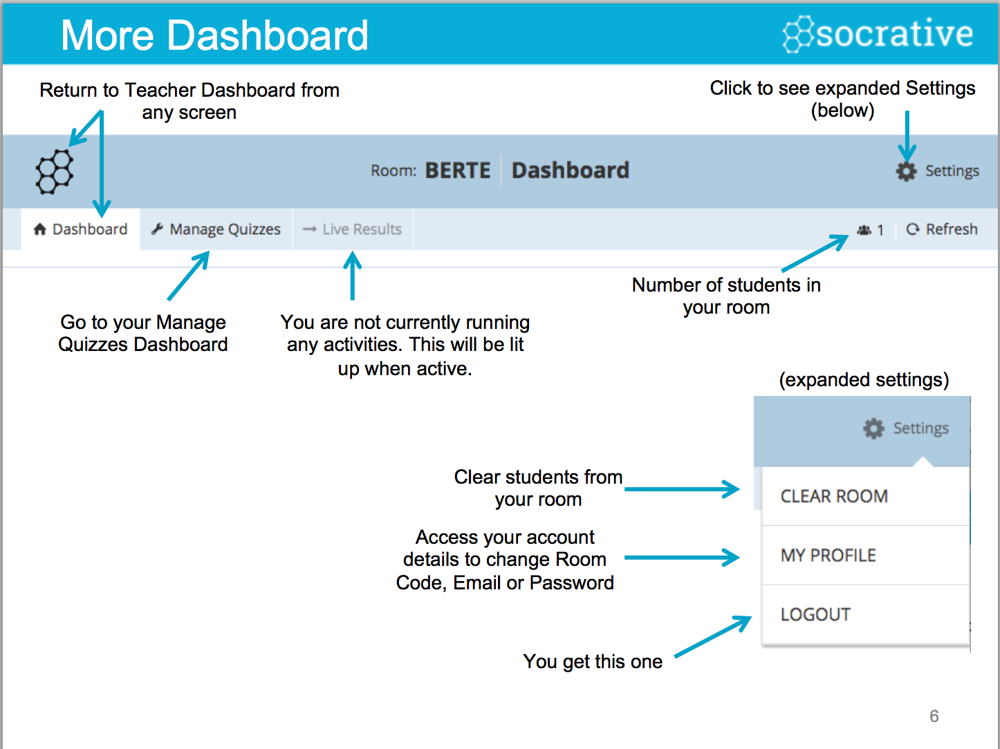 More Dashboard
socrative
Return to Teacher Dashboard from
any screen
Click to see expanded Settings
(below)
Room: BERTE Dashboard
Settings
Dashboard
Manage Quizzes
Live Results
1
Refresh
Number of students in
your room
Go to your Manage
Quizzes Dashboard
You are not currently running
any activities. This will be lit
up when active.
(expanded settings)
Settings
Clear students from
your room
CLEAR ROOM
Access your account
details to change Room
Code, Email or Password
MY PROFILE
LOGOUT
You get this one
6